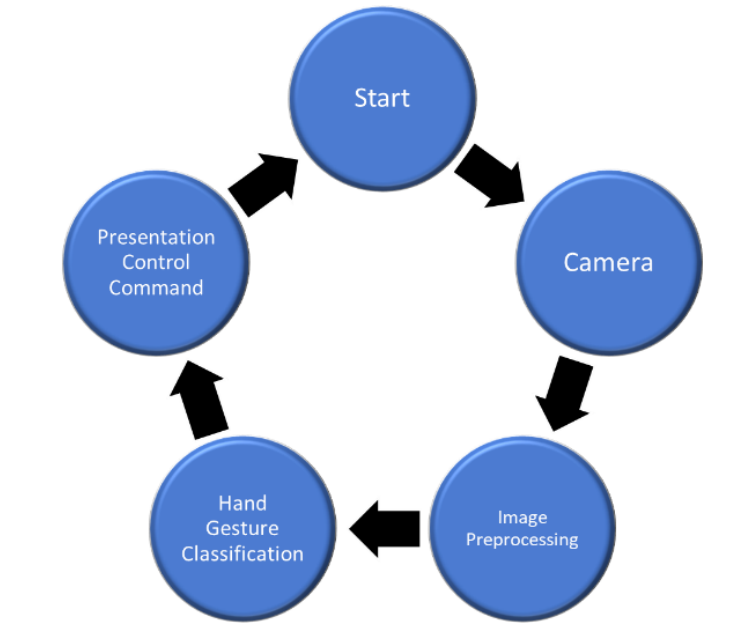 Start
Camera
Image
Preprocessing
Hand
Gesture
Classification
Presentation
Control
Command